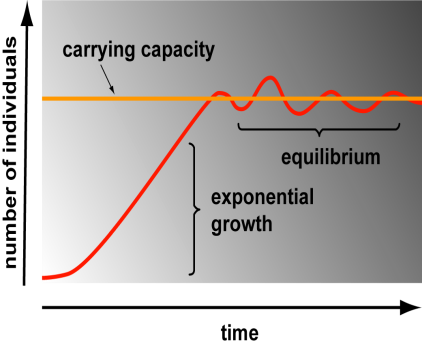 number of individuals
carrying capacity
equilibrium
exponential
growth
time